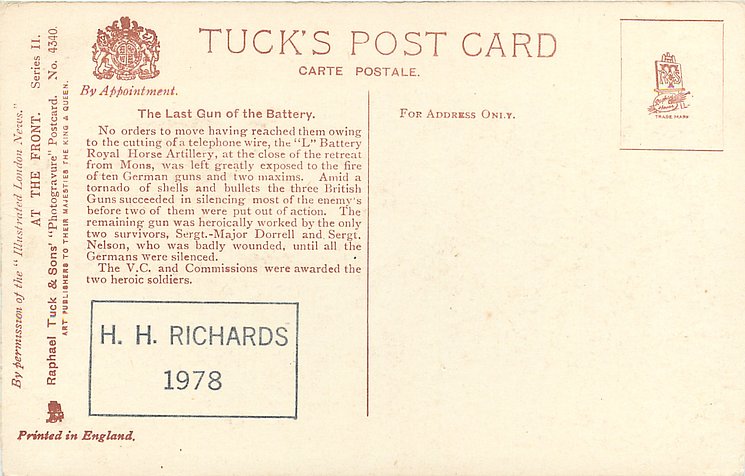 TUCK'S POST CARD
CARTE POSTALE.
By Appointment.
The Last Gun of the Battery.
No orders to move having reached them owing
to the cutting of a telephone wire, the "L" Battery
Royal Horse Artillery, at the close of the retreat
from Mons, was left greatly exposed to the fire
of ten German guns and two maxims. Amid a
tornado of shells and bullets the three British
Guns succeeded in silencing most of the enemy's
before two of them were put out of action. The
remaining gun was heroically worked by the only
two survivors, Sergt.-Major Dorrell and Sergt.
Nelson, who was badly wounded, until all the
Germans were silenced.
The V.C. and Commissions were awarded the
two heroic soldiers.
H. H. RICHARDS
1978
For Address Only.
TRADE MARK
By permission of the "Illustrated London News."
AT THE FRONT. Series II.
Raphael Tuck & Sons' "Photogravure" Postcard. No. 4340.
ART PUBLISHERS TO THEIR MAJESTIES THE KING & QUEEN.
Printed in England.